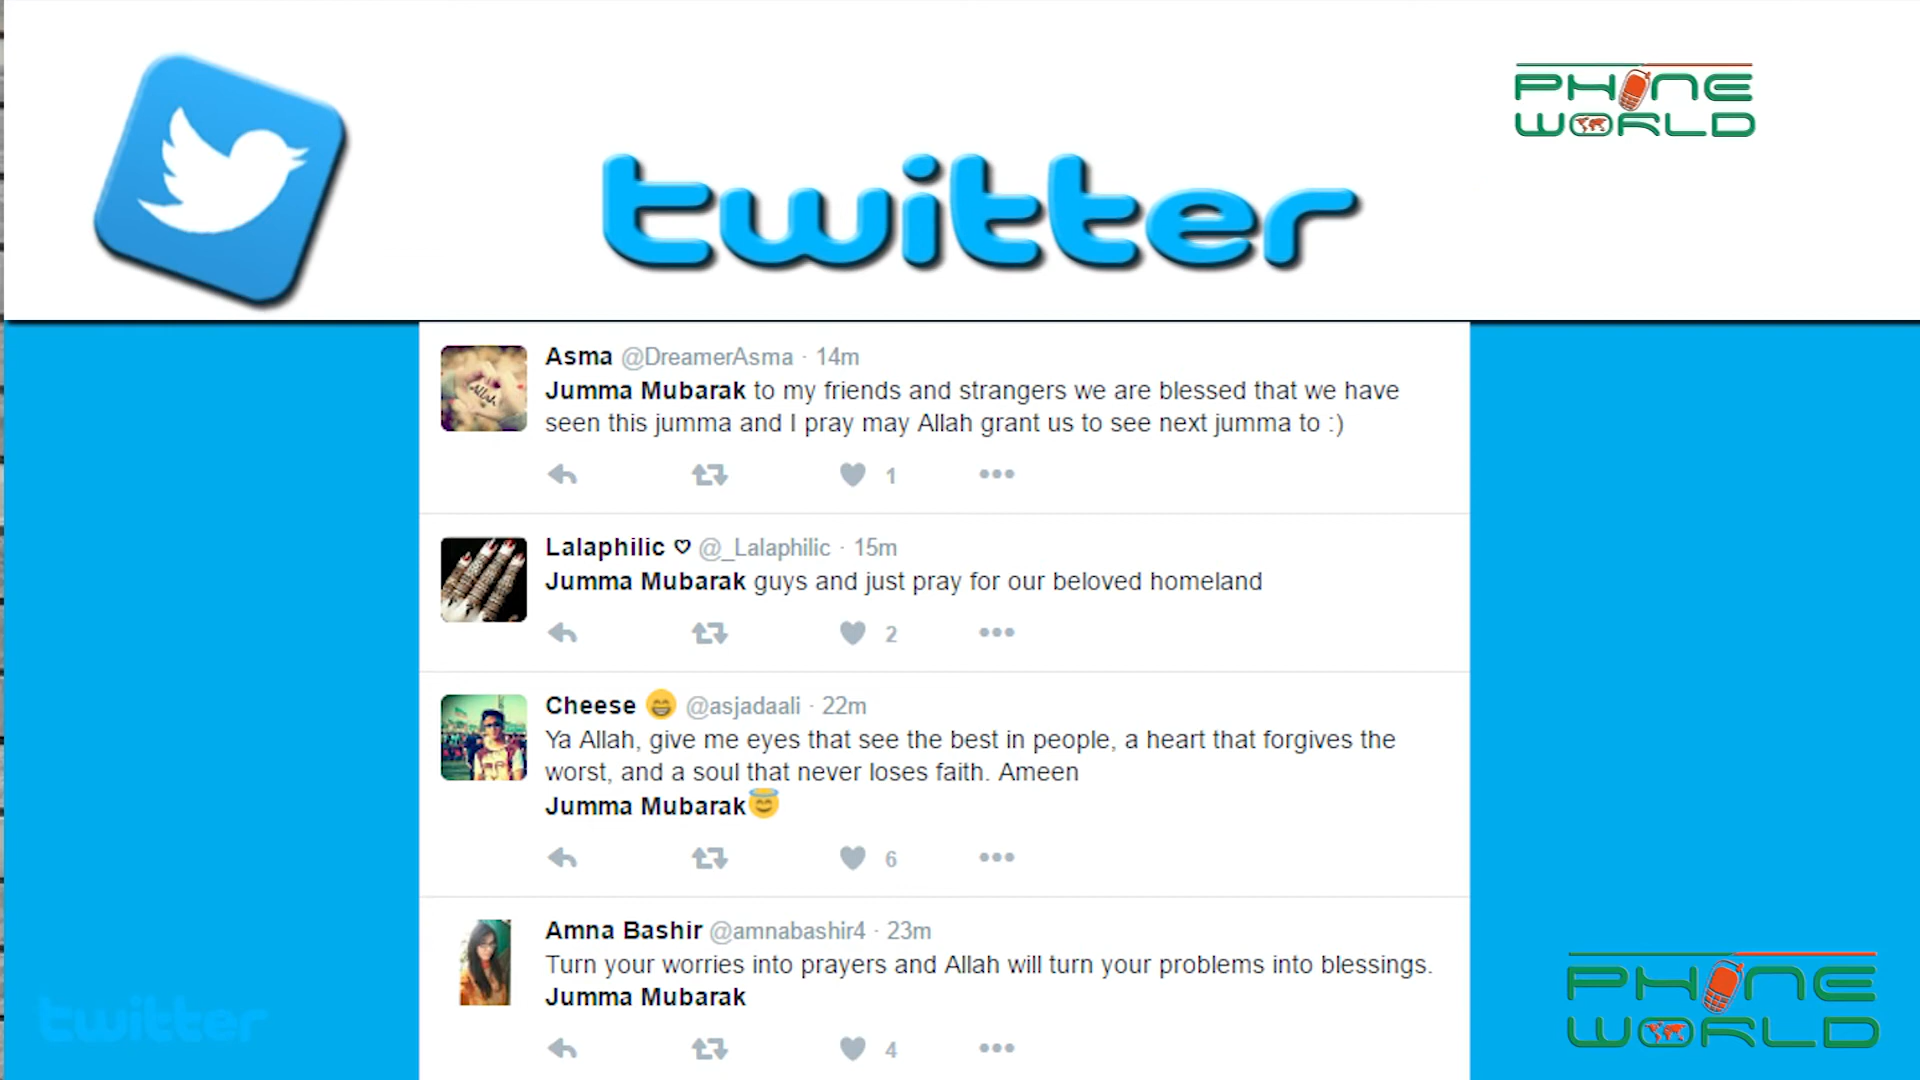 PHONE
WORLD
twitter
Asma @DreamerAsma · 14m
Jumma Mubarak to my friends and strangers we are blessed that we have
seen this jumma and I pray may Allah grant us to see next jumma to :)
1
Allah
Lalaphilic ♡ @_Lalaphilic · 15m
Jumma Mubarak guys and just pray for our beloved homeland
2
Cheese 😁 @asjadaali · 22m
Ya Allah, give me eyes that see the best in people, a heart that forgives the
worst, and a soul that never loses faith. Ameen
Jumma Mubarak😇
6
Amna Bashir @amnabashir4 · 23m
Turn your worries into prayers and Allah will turn your problems into blessings.
Jumma Mubarak
4
twitter
PHONE
WORLD